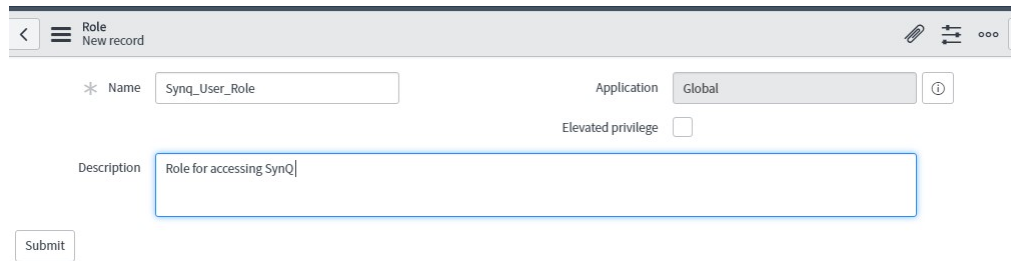 Role
New record
Name Synq_User_Role Application Global
Elevated privilege
Description Role for accessing SynQ
Submit